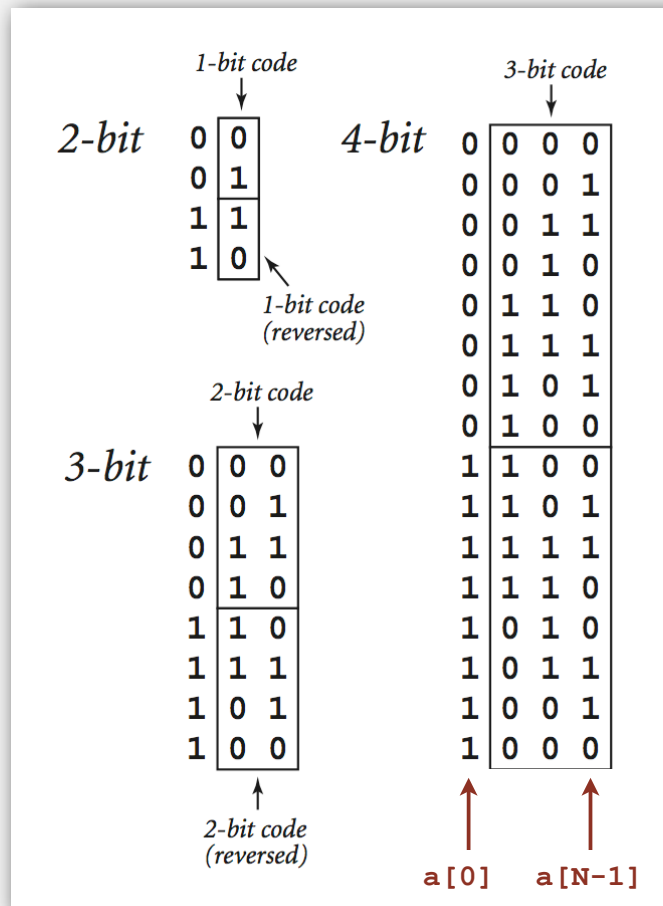 1-bit code
2-bit
0 0
0 1
1 1
1 0
1-bit code
(reversed)
2-bit code
3-bit
0 0 0
0 0 1
0 1 1
0 1 0
1 1 0
1 1 1
1 0 1
1 0 0
2-bit code
(reversed)
3-bit code
4-bit
0 0 0 0
0 0 0 1
0 0 1 1
0 0 1 0
0 1 1 0
0 1 1 1
0 1 0 1
0 1 0 0
1 1 0 0
1 1 0 1
1 1 1 1
1 1 1 0
1 0 1 0
1 0 1 1
1 0 0 1
1 0 0 0
a[0] a[N-1]